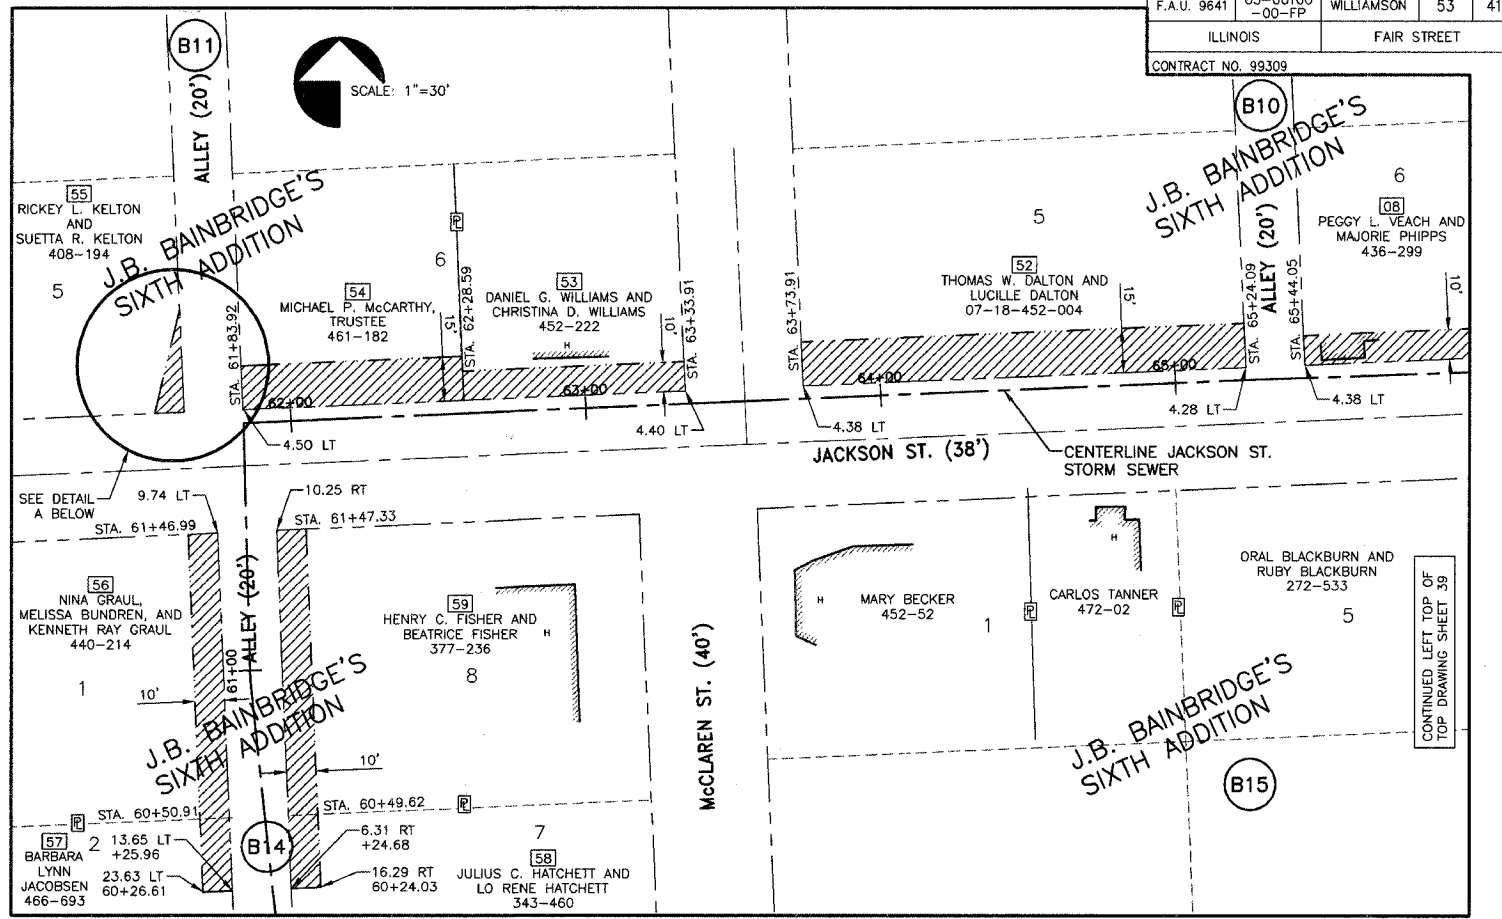 F.A.U. 9641
-00-FP
WILLIAMSON
53
41
ILLINOIS
FAIR STREET
CONTRACT NO. 99309
B11
ALLEY (20')
SCALE: 1"=30'
B10
J.B. BAINBRIDGE'S
SIXTH ADDITION
55
RICKEY L. KELTON
AND
SUETTA R. KELTON
408-194
5
J.B. BAINBRIDGE'S
SIXTH ADDITION
STA. 61+83.92
54
MICHAEL P. McCARTHY,
TRUSTEE
461-182
15'
PL
6
STA. 62+28.59
53
DANIEL G. WILLIAMS AND
CHRISTINA D. WILLIAMS
452-222
H
10'
STA. 63+33.91
STA. 63+73.91
5
52
THOMAS W. DALTON AND
LUCILLE DALTON
07-18-452-004
15'
STA. 65+24.09
ALLEY (20')
STA. 65+44.05
6
08
PEGGY L. VEACH AND
MAJORIE PHIPPS
436-299
10'
62+00
63+00
64+00
65+00
4.50 LT
4.40 LT
4.38 LT
4.28 LT
4.38 LT
JACKSON ST. (38')
CENTERLINE JACKSON ST.
STORM SEWER
SEE DETAIL
A BELOW
9.74 LT
10.25 RT
STA. 61+46.99
STA. 61+47.33
56
NINA GRAUL,
MELISSA BUNDREN, AND
KENNETH RAY GRAUL
440-214
1
10'
ALLEY (20')
61+00
59
HENRY C. FISHER AND
BEATRICE FISHER
377-236
H
8
J.B. BAINBRIDGE'S
SIXTH ADDITION
10'
McCLAREN ST. (40')
H
MARY BECKER
452-52
1
PL
H
CARLOS TANNER
472-02
PL
ORAL BLACKBURN AND
RUBY BLACKBURN
272-533
5
CONTINUED LEFT TOP OF
TOP DRAWING SHEET 39
J.B. BAINBRIDGE'S
SIXTH ADDITION
B15
PL
STA. 60+50.91
STA. 60+49.62
PL
57
BARBARA
LYNN
JACOBSEN
466-693
2
13.65 LT
+25.96
23.63 LT
60+26.61
B14
6.31 RT
+24.68
16.29 RT
60+24.03
7
58
JULIUS C. HATCHETT AND
LO RENE HATCHETT
343-460